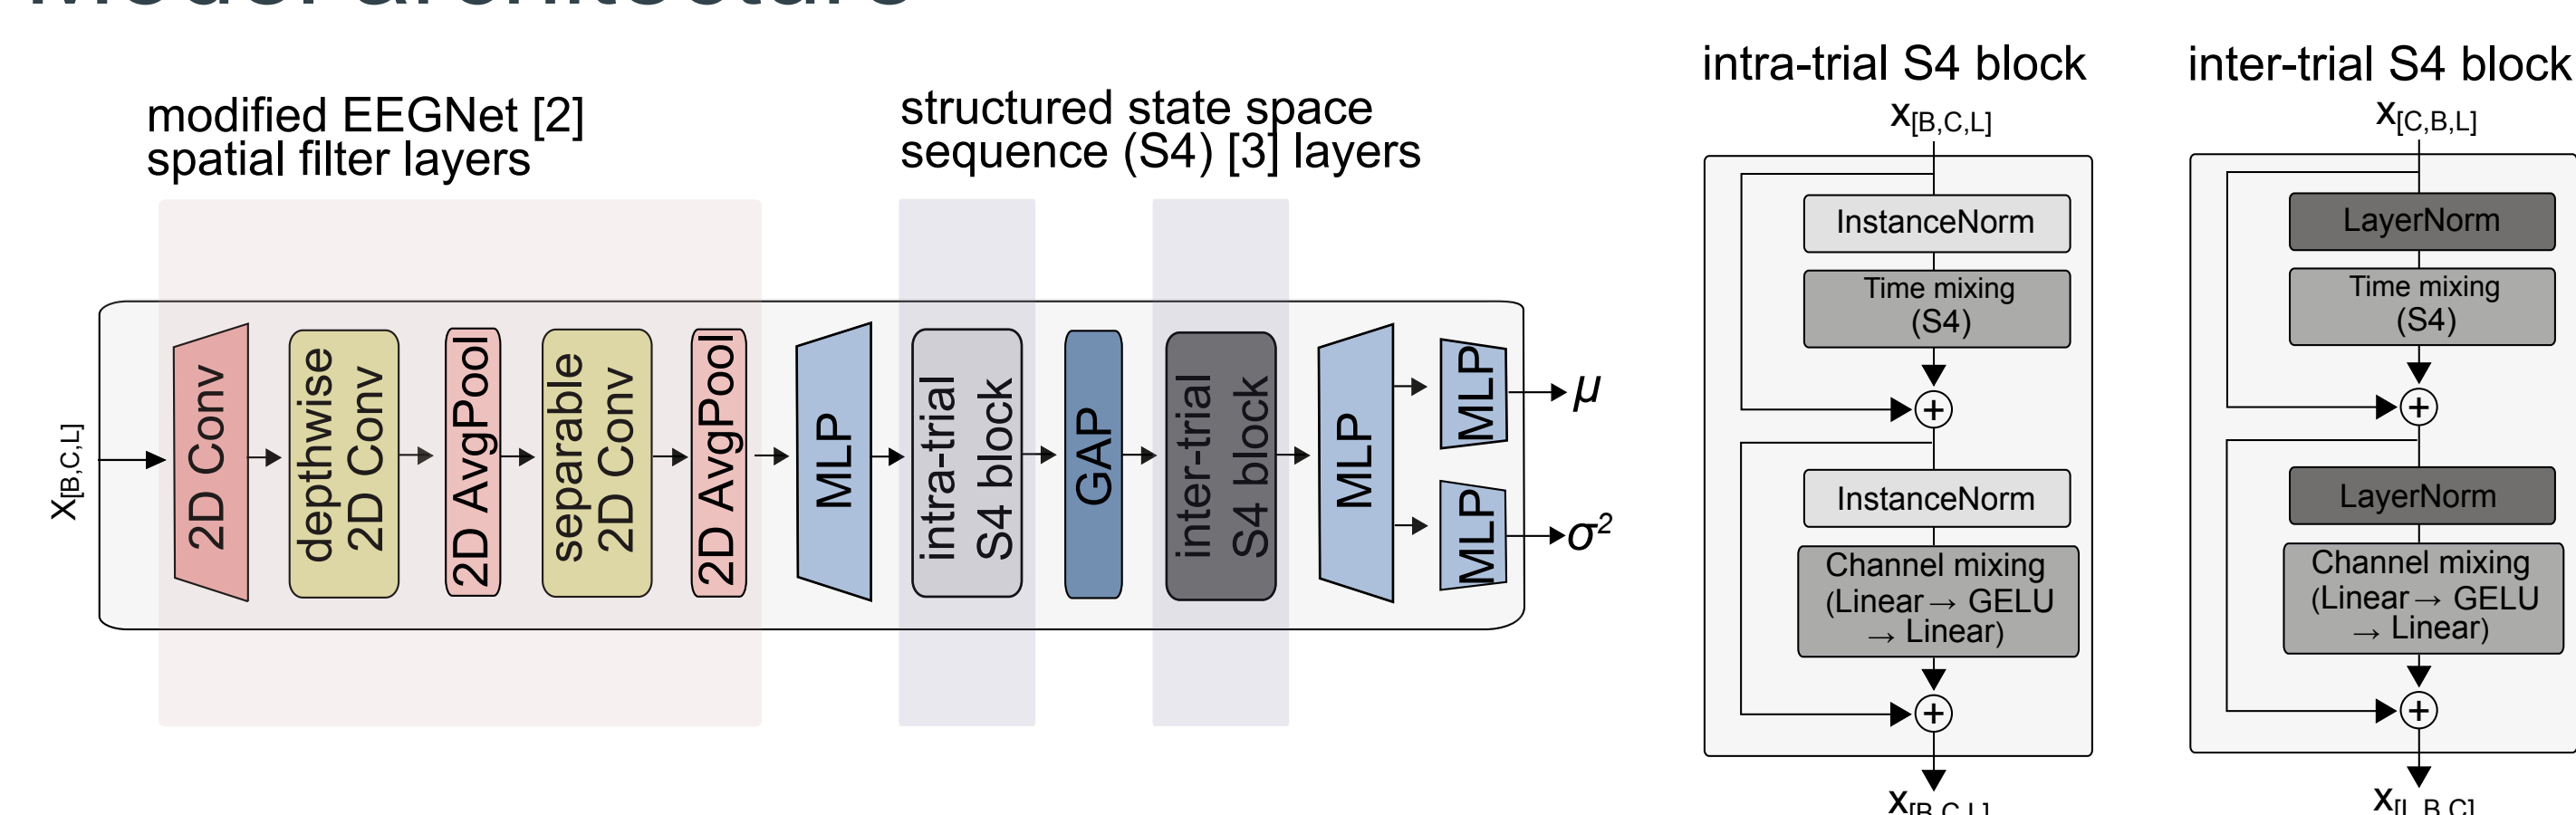 Model architecture
modified EEGNet [2]
spatial filter layers
structured state space
sequence (S4) [3] layers
x[B,C,L]
2D Conv
depthwise
2D Conv
2D AvgPool
separable
2D Conv
2D AvgPool
MLP
intra-trial
S4 block
GAP
inter-trial
S4 block
MLP
MLP
μ
MLP
σ²
intra-trial S4 block
x[B,C,L]
InstanceNorm
Time mixing
(S4)
+
InstanceNorm
Channel mixing
(Linear→ GELU
→ Linear)
+
x[B,C,L]
inter-trial S4 block
x[C,B,L]
LayerNorm
Time mixing
(S4)
+
LayerNorm
Channel mixing
(Linear→ GELU
→ Linear)
+
x[L,B,C]